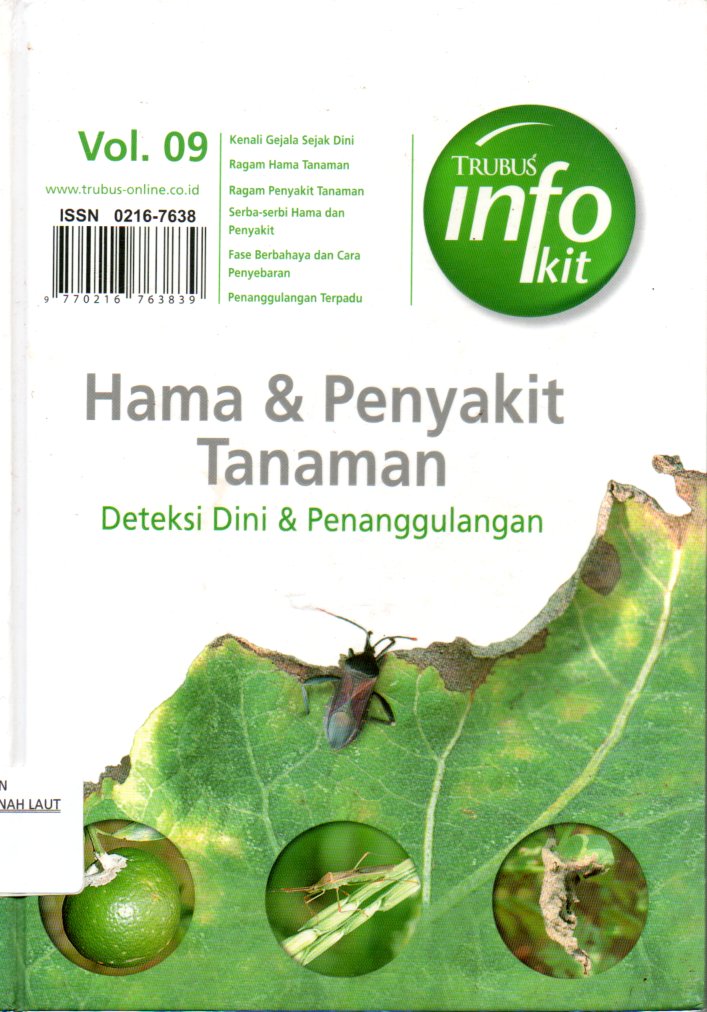 Vol. 09
www.trubus-online.co.id
ISSN 0216-7638
9 770216 763839
Kenali Gejala Sejak Dini
Ragam Hama Tanaman
Ragam Penyakit Tanaman
Serba-serbi Hama dan
Penyakit
Fase Berbahaya dan Cara
Penyebaran
Penanggulangan Terpadu
TRUBUS
info
kit
Hama & Penyakit
Tanaman
Deteksi Dini & Penanggulangan
N
NAH LAUT